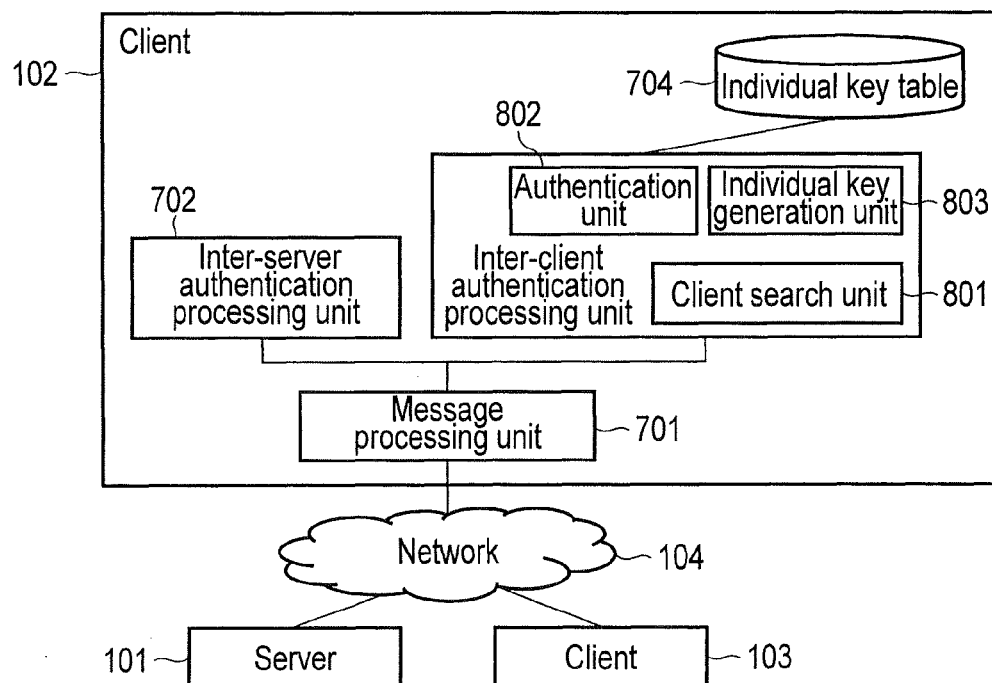 Client
102
704
Individual key table
802
Authentication
unit
Individual key
generation unit
803
702
Inter-server
authentication
processing unit
Inter-client
authentication
processing unit
Client search unit
801
Message
processing unit
701
Network
104
101
Server
Client
103